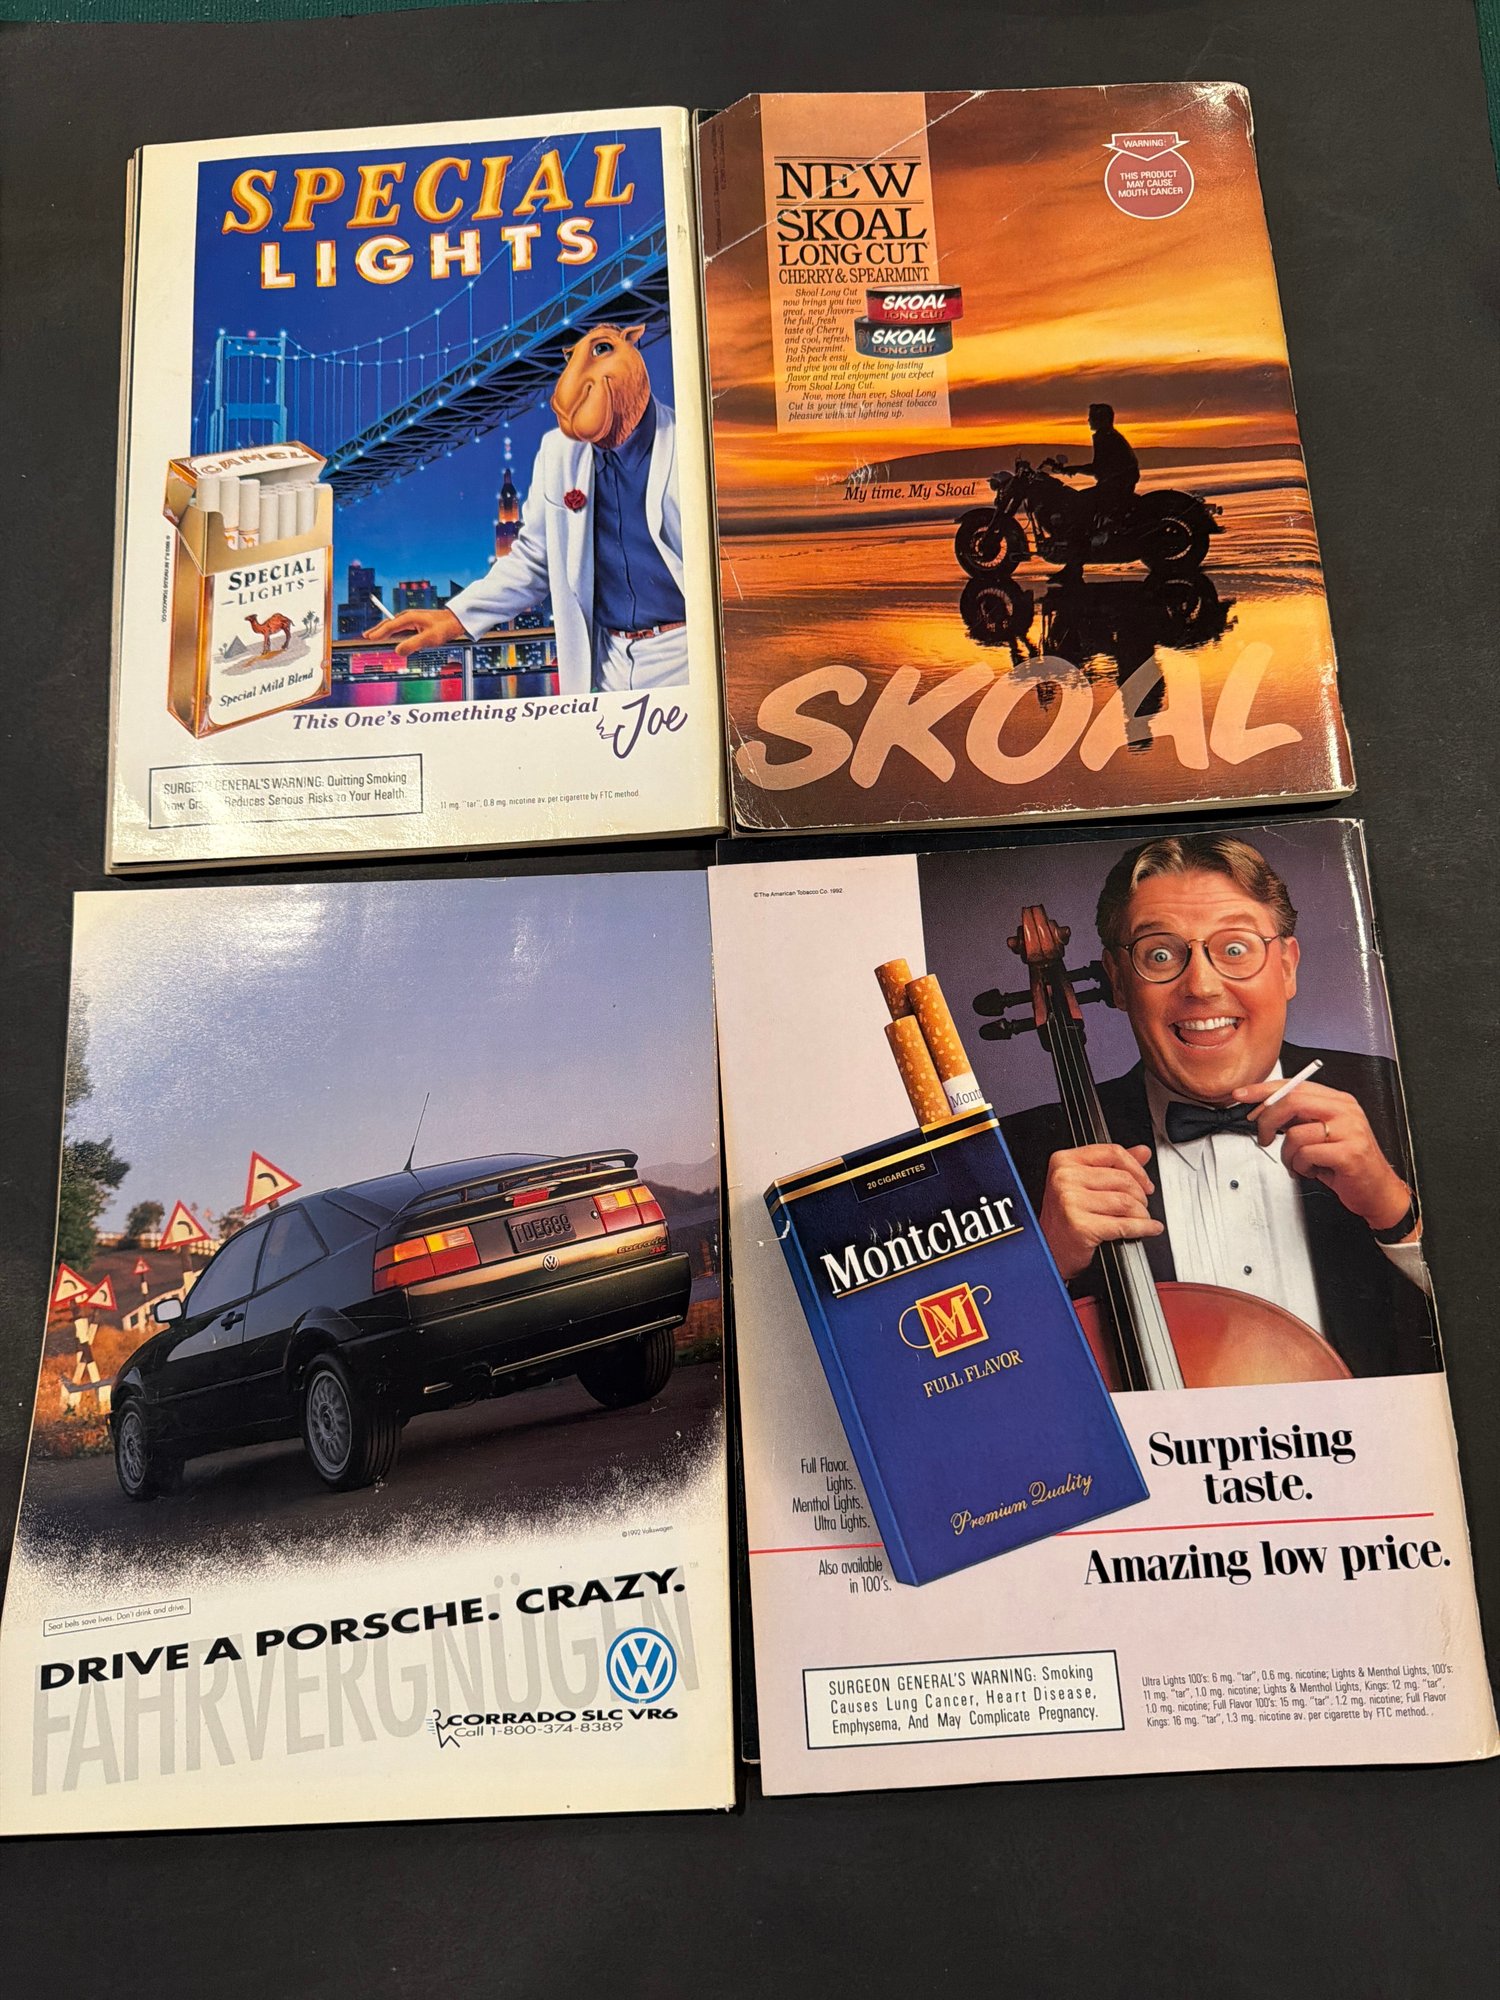 SPECIAL
LIGHTS
CAMEL
SPECIAL
LIGHTS
Special Mild Blend
This One's Something Special
Joe
SURGEON GENERAL'S WARNING: Quitting Smoking
Now Reduces Serious Risks to Your Health.
11 mg. "tar", 0.8 mg. nicotine av. per cigarette by FTC method.
NEW
SKOAL
LONG CUT
CHERRY & SPEARMINT
Skoal Long Cut
now brings you two
great, new flavors—
the full, fresh
taste of Cherry
and cool, refresh-
ing Spearmint.
Both pack easy
and give you all of the long-lasting
flavor and real enjoyment you expect
from Skoal Long Cut.
Now, more than ever, Skoal Long
Cut is your time for honest tobacco
pleasure without lighting up.
SKOAL
LONG CUT
SKOAL
LONG CUT
WARNING:
THIS PRODUCT
MAY CAUSE
MOUTH CANCER
My time. My Skoal
SKOAL
TDE689
Corrado
SLC
©1992 Volkswagen
Seat belts save lives. Don't drink and drive.
DRIVE A PORSCHE. CRAZY.
FAHRVERGNÜGEN
CORRADO SLC VR6
Call 1-800-374-8389
©The American Tobacco Co. 1992.
20 CIGARETTES
Montclair
M
FULL FLAVOR
Premium Quality
Full Flavor.
Lights.
Menthol Lights.
Ultra Lights.
Also available
in 100's.
Surprising
taste.
Amazing low price.
SURGEON GENERAL'S WARNING: Smoking
Causes Lung Cancer, Heart Disease,
Emphysema, And May Complicate Pregnancy.
Ultra Lights 100's: 6 mg. "tar", 0.6 mg. nicotine; Lights & Menthol Lights, 100's:
11 mg. "tar", 1.0 mg. nicotine; Lights & Menthol Lights, Kings: 12 mg. "tar",
1.0 mg. nicotine; Full Flavor 100's: 15 mg. "tar", 1.2 mg. nicotine; Full Flavor
Kings: 16 mg. "tar", 1.3 mg. nicotine av. per cigarette by FTC method.